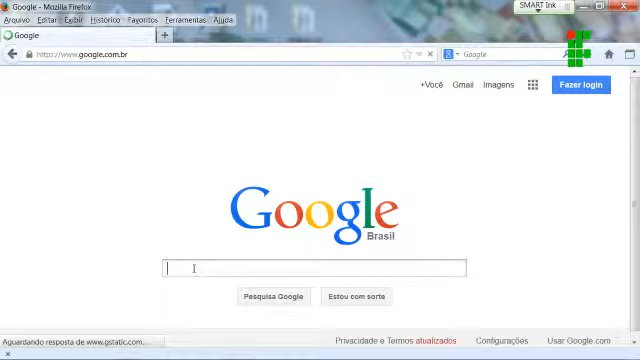 Google - Mozilla Firefox
SMART Ink
Arquivo Editar Exibir Histórico Favoritos Ferramentas Ajuda
Google
https://www.google.com.br
Google
+Você Gmail Imagens Fazer login
Google
Brasil
Pesquisa Google Estou com sorte
Aguardando resposta de www.gstatic.com...
Privacidade e Termos atualizados Configurações Usar Google.com